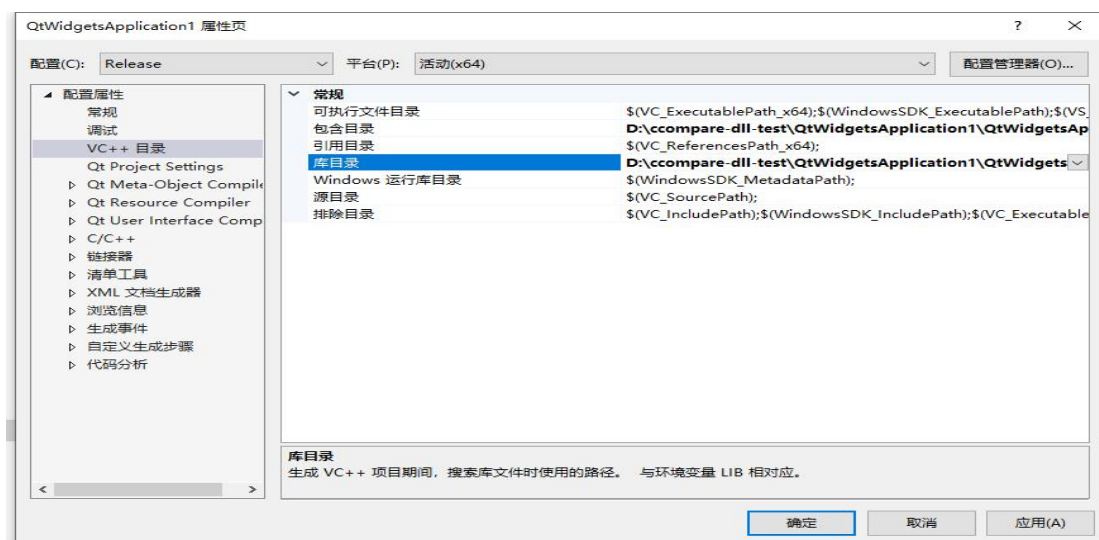 QtWidgetsApplication1 属性页 ? ×
配置(C): Release 平台(P): 活动(x64) 配置管理器(O)...
配置属性
常规
调试
VC++ 目录
Qt Project Settings
Qt Meta-Object Compile
Qt Resource Compiler
Qt User Interface Comp
C/C++
链接器
清单工具
XML 文档生成器
浏览信息
生成事件
自定义生成步骤
代码分析
常规
可执行文件目录 $(VC_ExecutablePath_x64);$(WindowsSDK_ExecutablePath);$(VS_
包含目录 D:\ccompare-dll-test\QtWidgetsApplication1\QtWidgetsAp
引用目录 $(VC_ReferencesPath_x64);
库目录 D:\ccompare-dll-test\QtWidgetsApplication1\QtWidgets
Windows 运行库目录 $(WindowsSDK_MetadataPath);
源目录 $(VC_SourcePath);
排除目录 $(VC_IncludePath);$(WindowsSDK_IncludePath);$(VC_Executable
库目录
生成 VC++ 项目期间，搜索库文件时使用的路径。 与环境变量 LIB 相对应。
确定 取消 应用(A)